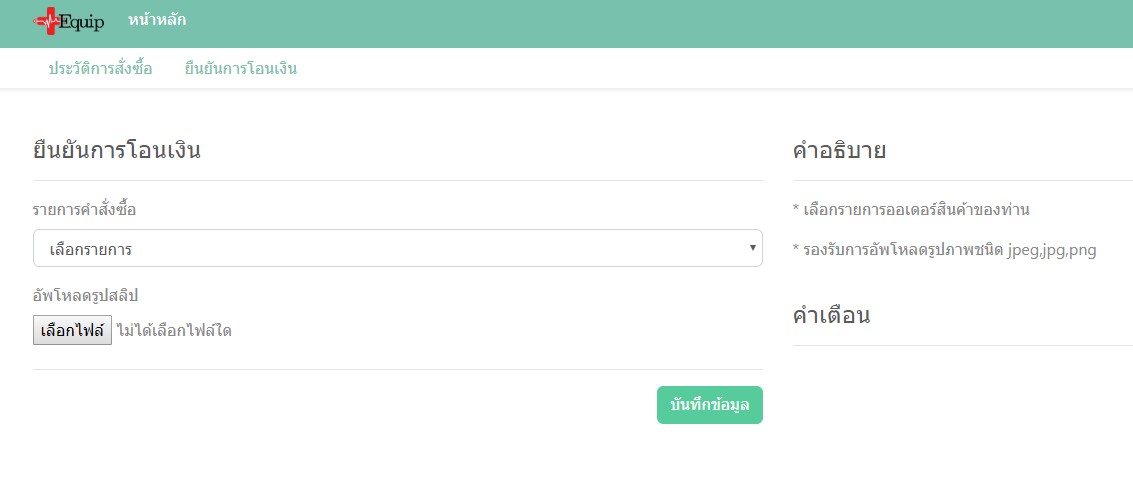 Equip หน้าหลัก
ประวัติการสั่งซื้อ ยืนยันการโอนเงิน
ยืนยันการโอนเงิน
รายการคำสั่งซื้อ
เลือกรายการ
อัพโหลดรูปสลิป
เลือกไฟล์ ไม่ได้เลือกไฟล์ใด
บันทึกข้อมูล
คำอธิบาย
* เลือกรายการออเดอร์สินค้าของท่าน
* รองรับการอัพโหลดรูปภาพชนิด jpeg,jpg,png
คำเตือน